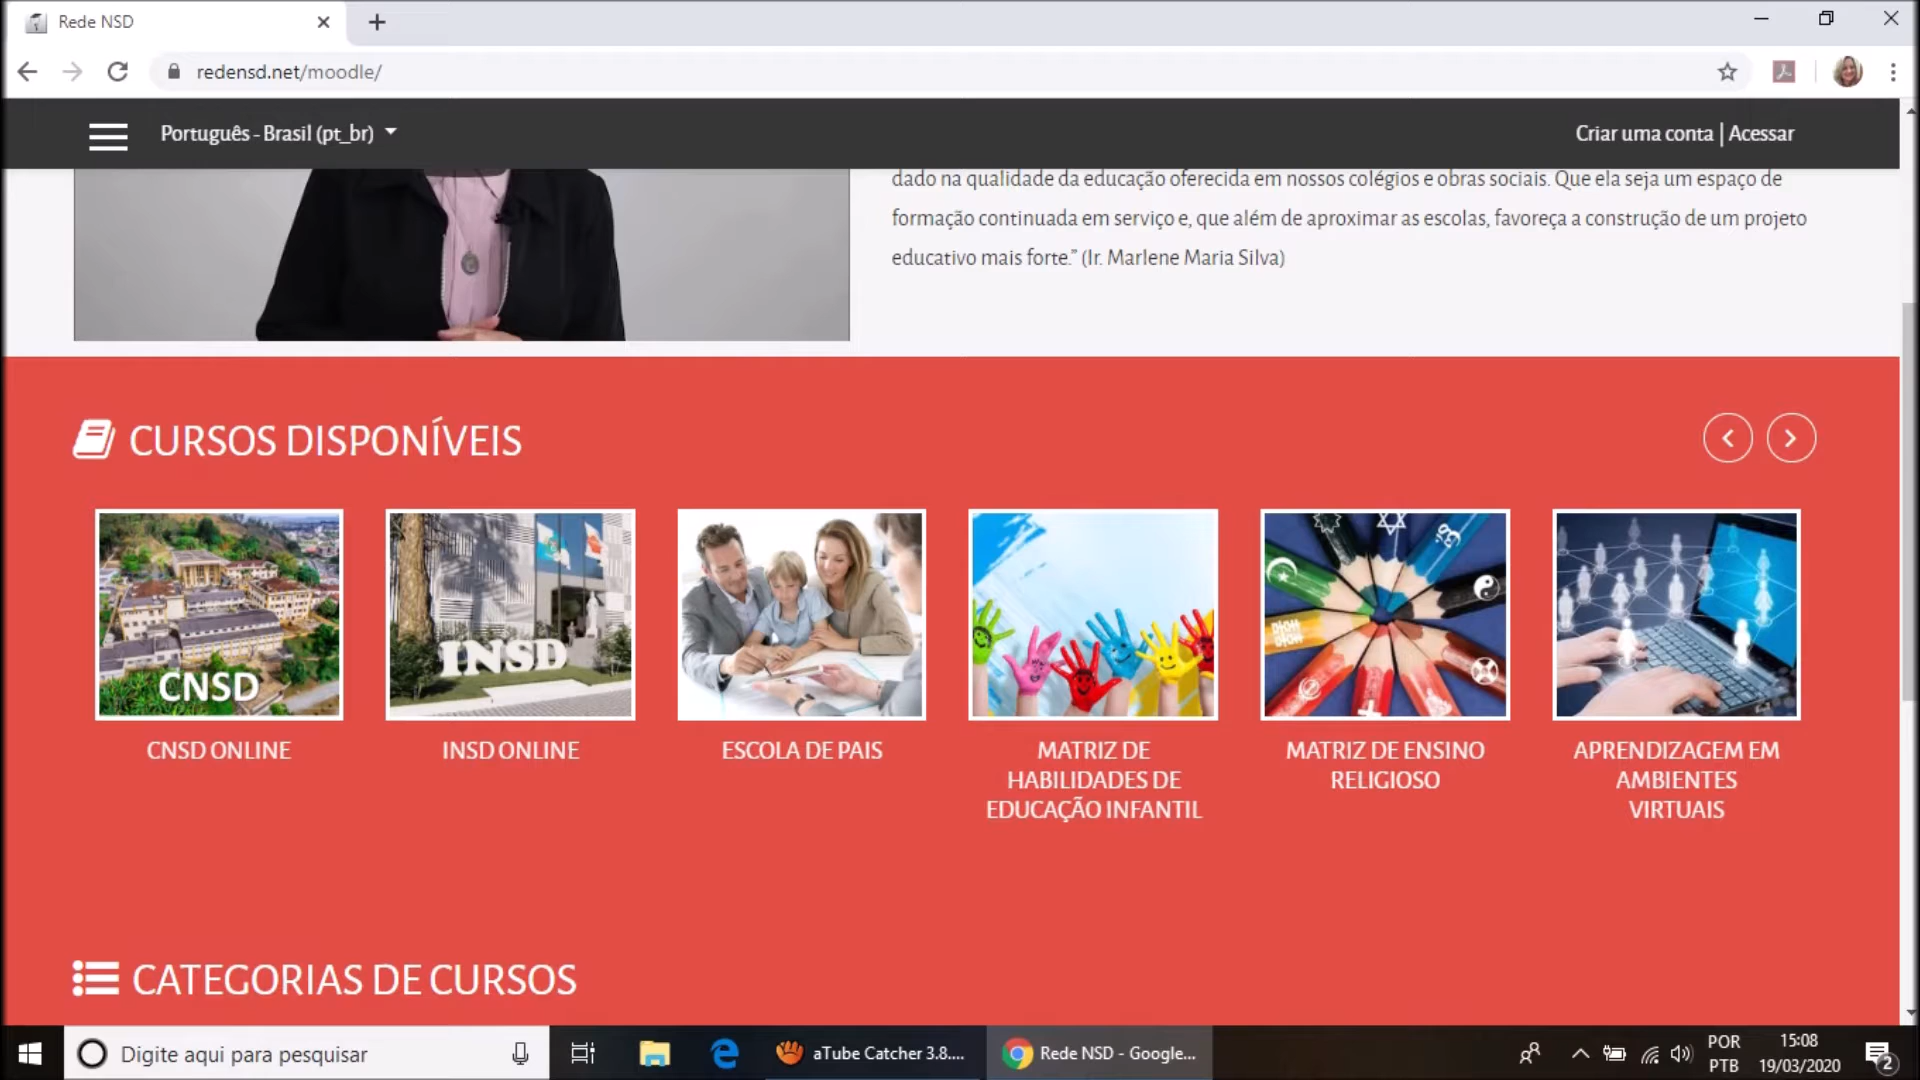 Rede NSD
redensd.net/moodle/
Português - Brasil (pt_br)
Criar uma conta | Acessar
dado na qualidade da educação oferecida em nossos colégios e obras sociais. Que ela seja um espaço de
formação continuada em serviço e, que além de aproximar as escolas, favoreça a construção de um projeto
educativo mais forte.” (Ir. Marlene Maria Silva)
CURSOS DISPONÍVEIS
CNSD
INSD
CNSD ONLINE
INSD ONLINE
ESCOLA DE PAIS
MATRIZ DE
HABILIDADES DE
EDUCAÇÃO INFANTIL
MATRIZ DE ENSINO
RELIGIOSO
APRENDIZAGEM EM
AMBIENTES
VIRTUAIS
CATEGORIAS DE CURSOS
Digite aqui para pesquisar
aTube Catcher 3.8....
Rede NSD - Google...
POR
PTB
15:08
19/03/2020
2